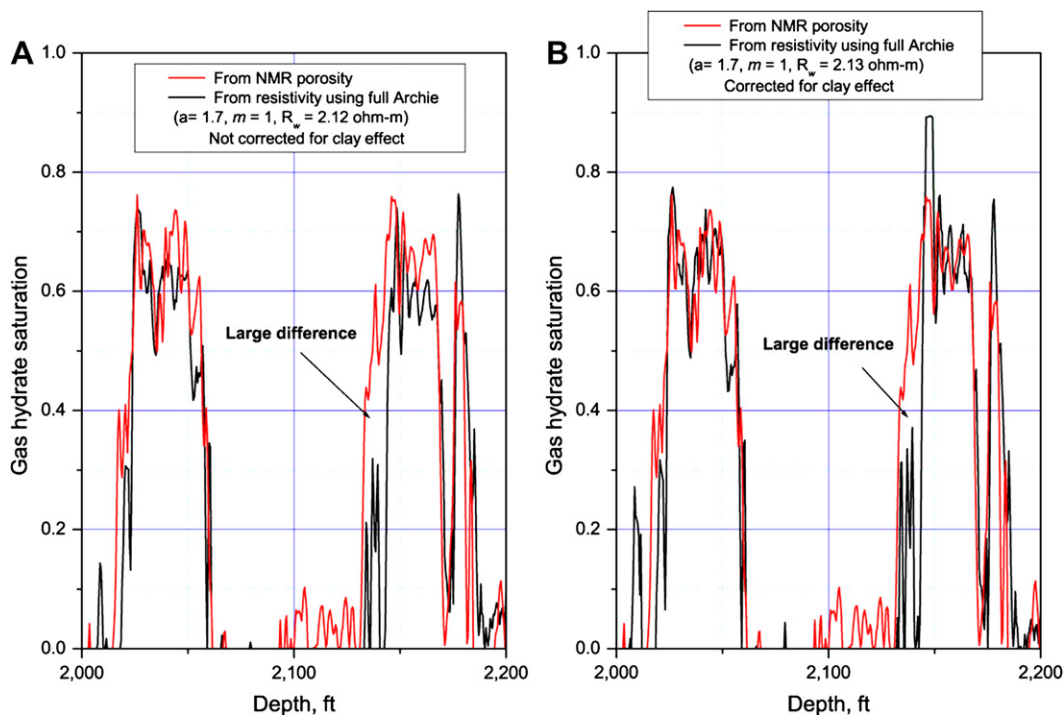 A
From NMR porosity
From resistivity using full Archie
(a= 1.7, m = 1, Rw = 2.12 ohm-m)
Not corrected for clay effect
1.0
0.8
0.6
0.4
0.2
0.0
Gas hydrate saturation
Large difference
2,000
2,100
2,200
Depth, ft
B
From NMR porosity
From resistivity using full Archie
(a= 1.7, m = 1, Rw = 2.13 ohm-m)
Corrected for clay effect
1.0
0.8
0.6
0.4
0.2
0.0
Gas hydrate saturation
Large difference
2,000
2,100
2,200
Depth, ft